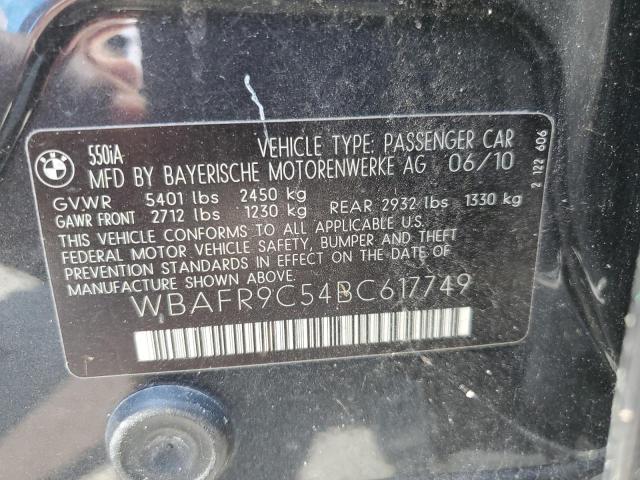 550iA VEHICLE TYPE: PASSENGER CAR
MFD BY BAYERISCHE MOTORENWERKE AG 06/10
GVWR 5401 lbs 2450 kg
GAWR FRONT 2712 lbs 1230 kg REAR 2932 lbs 1330 kg
THIS VEHICLE CONFORMS TO ALL APPLICABLE U.S.
FEDERAL MOTOR VEHICLE SAFETY, BUMPER AND THEFT
PREVENTION STANDARDS IN EFFECT ON THE DATE OF
MANUFACTURE SHOWN ABOVE.
WBAFR9C54BC617749
2 122 606
BMW